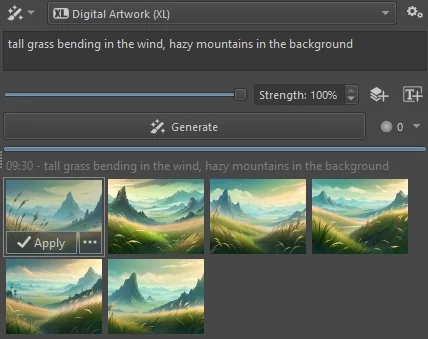 XL Digital Artwork (XL)
tall grass bending in the wind, hazy mountains in the background
Strength: 100%
T
Generate
0
09:30 - tall grass bending in the wind, hazy mountains in the background
Apply